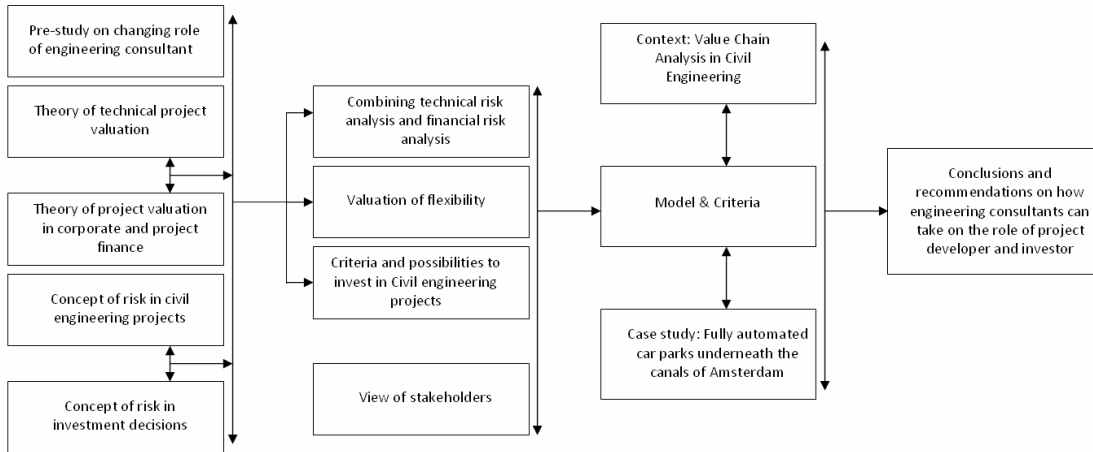 Pre-study on changing role
of engineering consultant
Theory of technical project
valuation
Theory of project valuation
in corporate and project
finance
Concept of risk in civil
engineering projects
Concept of risk in
investment decisions
Combining technical risk
analysis and financial risk
analysis
Valuation of flexibility
Criteria and possibilities to
invest in Civil engineering
projects
View of stakeholders
Context: Value Chain
Analysis in Civil
Engineering
Model & Criteria
Case study: Fully automated
car parks underneath the
canals of Amsterdam
Conclusions and
recommendations on how
engineering consultants can
take on the role of project
developer and investor